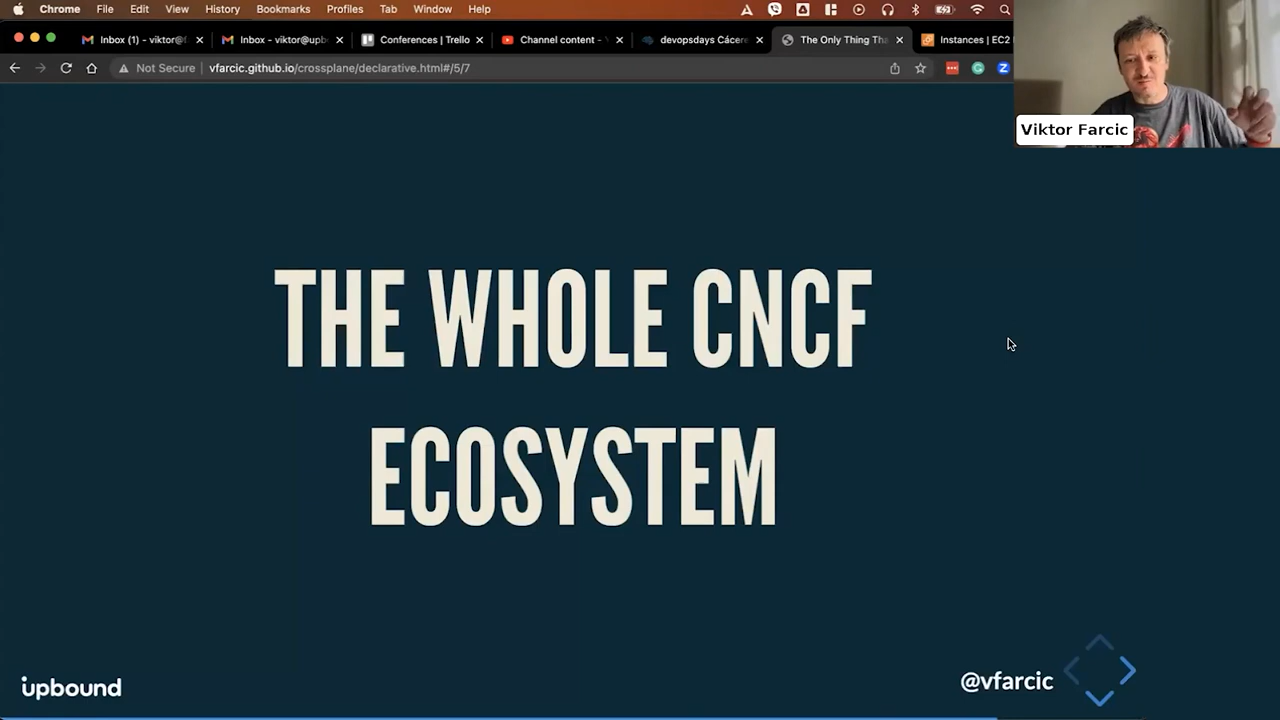 Chrome File Edit View History Bookmarks Profiles Tab Window Help
Inbox (1) - viktor@f
Inbox - viktor@upb
Conferences | Trello
Channel content - Y
devopsdays Cácere
The Only Thing Tha
Instances | EC2
Not Secure vfarcic.github.io/crossplane/declarative.html#/5/7
Viktor Farcic
THE WHOLE CNCF
ECOSYSTEM
upbound
@vfarcic